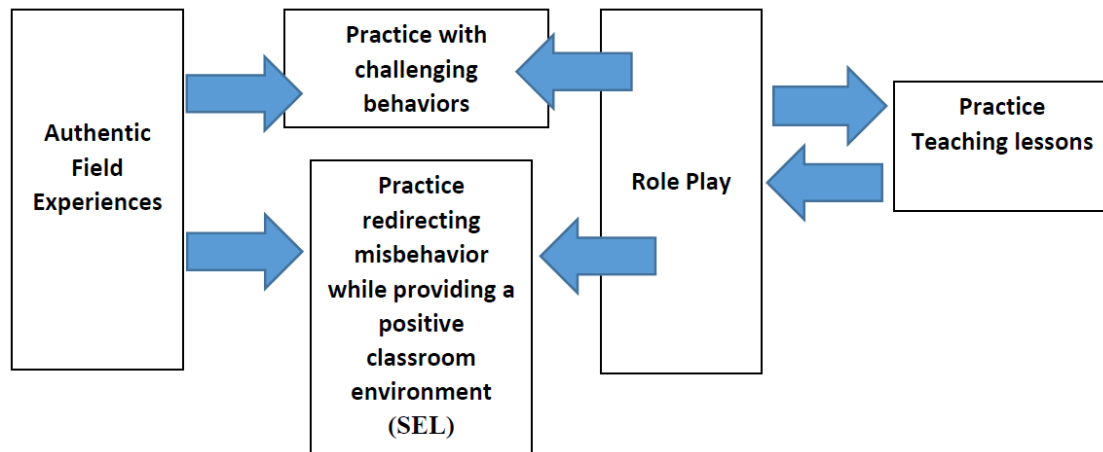 Authentic
Field
Experiences
Practice with
challenging
behaviors
Practice
redirecting
misbehavior
while providing a
positive
classroom
environment
(SEL)
Role Play
Practice
Teaching lessons